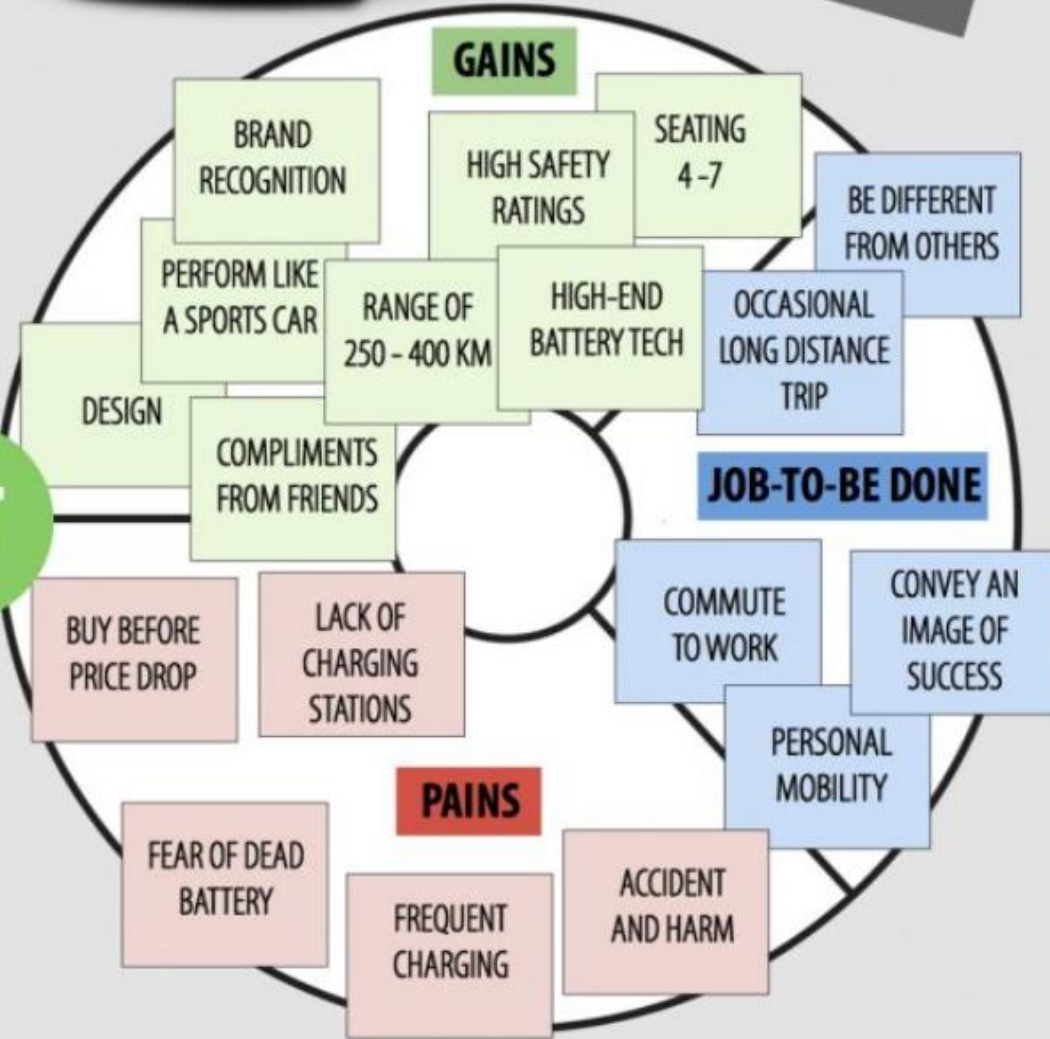 GAINS
BRAND
RECOGNITION
HIGH SAFETY
RATINGS
SEATING
4 -7
BE DIFFERENT
FROM OTHERS
PERFORM LIKE
A SPORTS CAR
RANGE OF
250 - 400 KM
HIGH-END
BATTERY TECH
OCCASIONAL
LONG DISTANCE
TRIP
DESIGN
COMPLIMENTS
FROM FRIENDS
JOB-TO-BE DONE
BUY BEFORE
PRICE DROP
LACK OF
CHARGING
STATIONS
COMMUTE
TO WORK
CONVEY AN
IMAGE OF
SUCCESS
PERSONAL
MOBILITY
PAINS
FEAR OF DEAD
BATTERY
FREQUENT
CHARGING
ACCIDENT
AND HARM